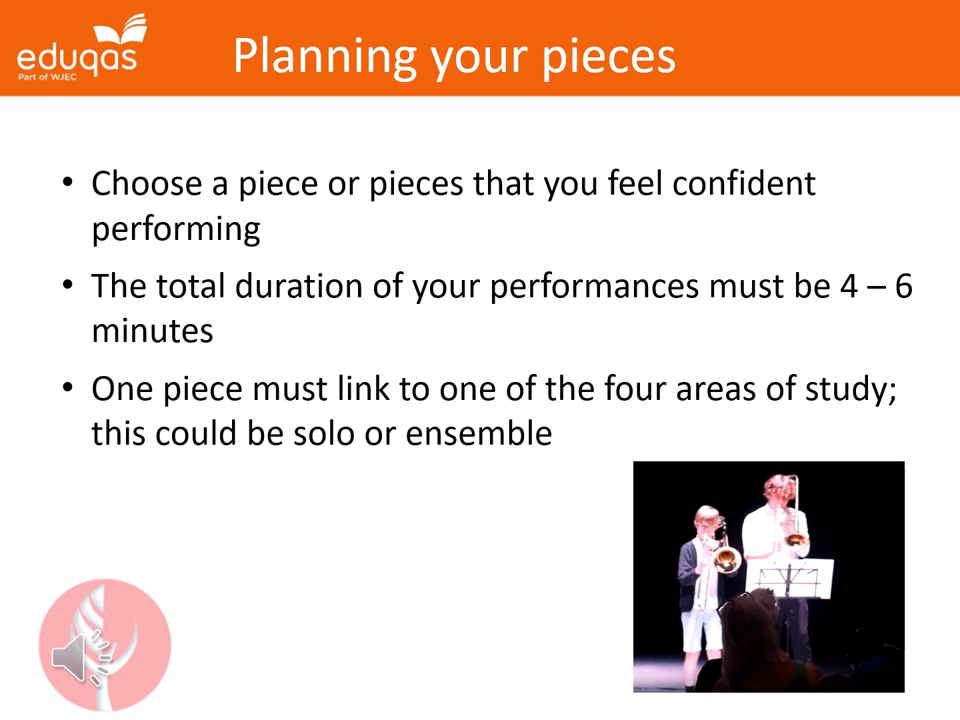 eduqas
Part of WJEC
Planning your pieces
• Choose a piece or pieces that you feel confident
performing
• The total duration of your performances must be 4 – 6
minutes
• One piece must link to one of the four areas of study;
this could be solo or ensemble